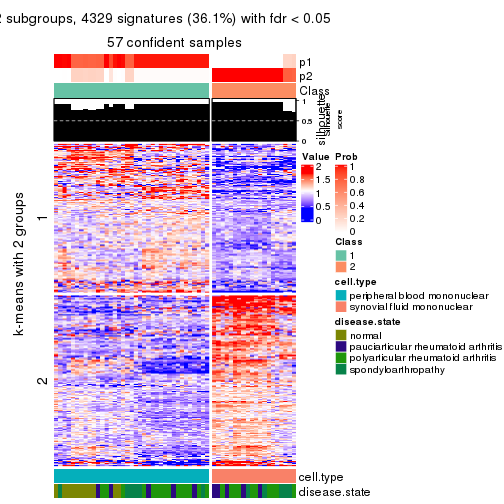 2 subgroups, 4329 signatures (36.1%) with fdr < 0.05
57 confident samples
p1
p2
Class
silhouette
score
1
0.5
0
k-means with 2 groups
1
2
Value
2
1.5
1
0.5
0
Prob
1
0.8
0.6
0.4
0.2
0
Class
1
2
cell.type
peripheral blood mononuclear
synovial fluid mononuclear
disease.state
normal
pauciarticular rheumatoid arthritis
polyarticular rheumatoid arthritis
spondyloarthropathy
cell.type
disease.state